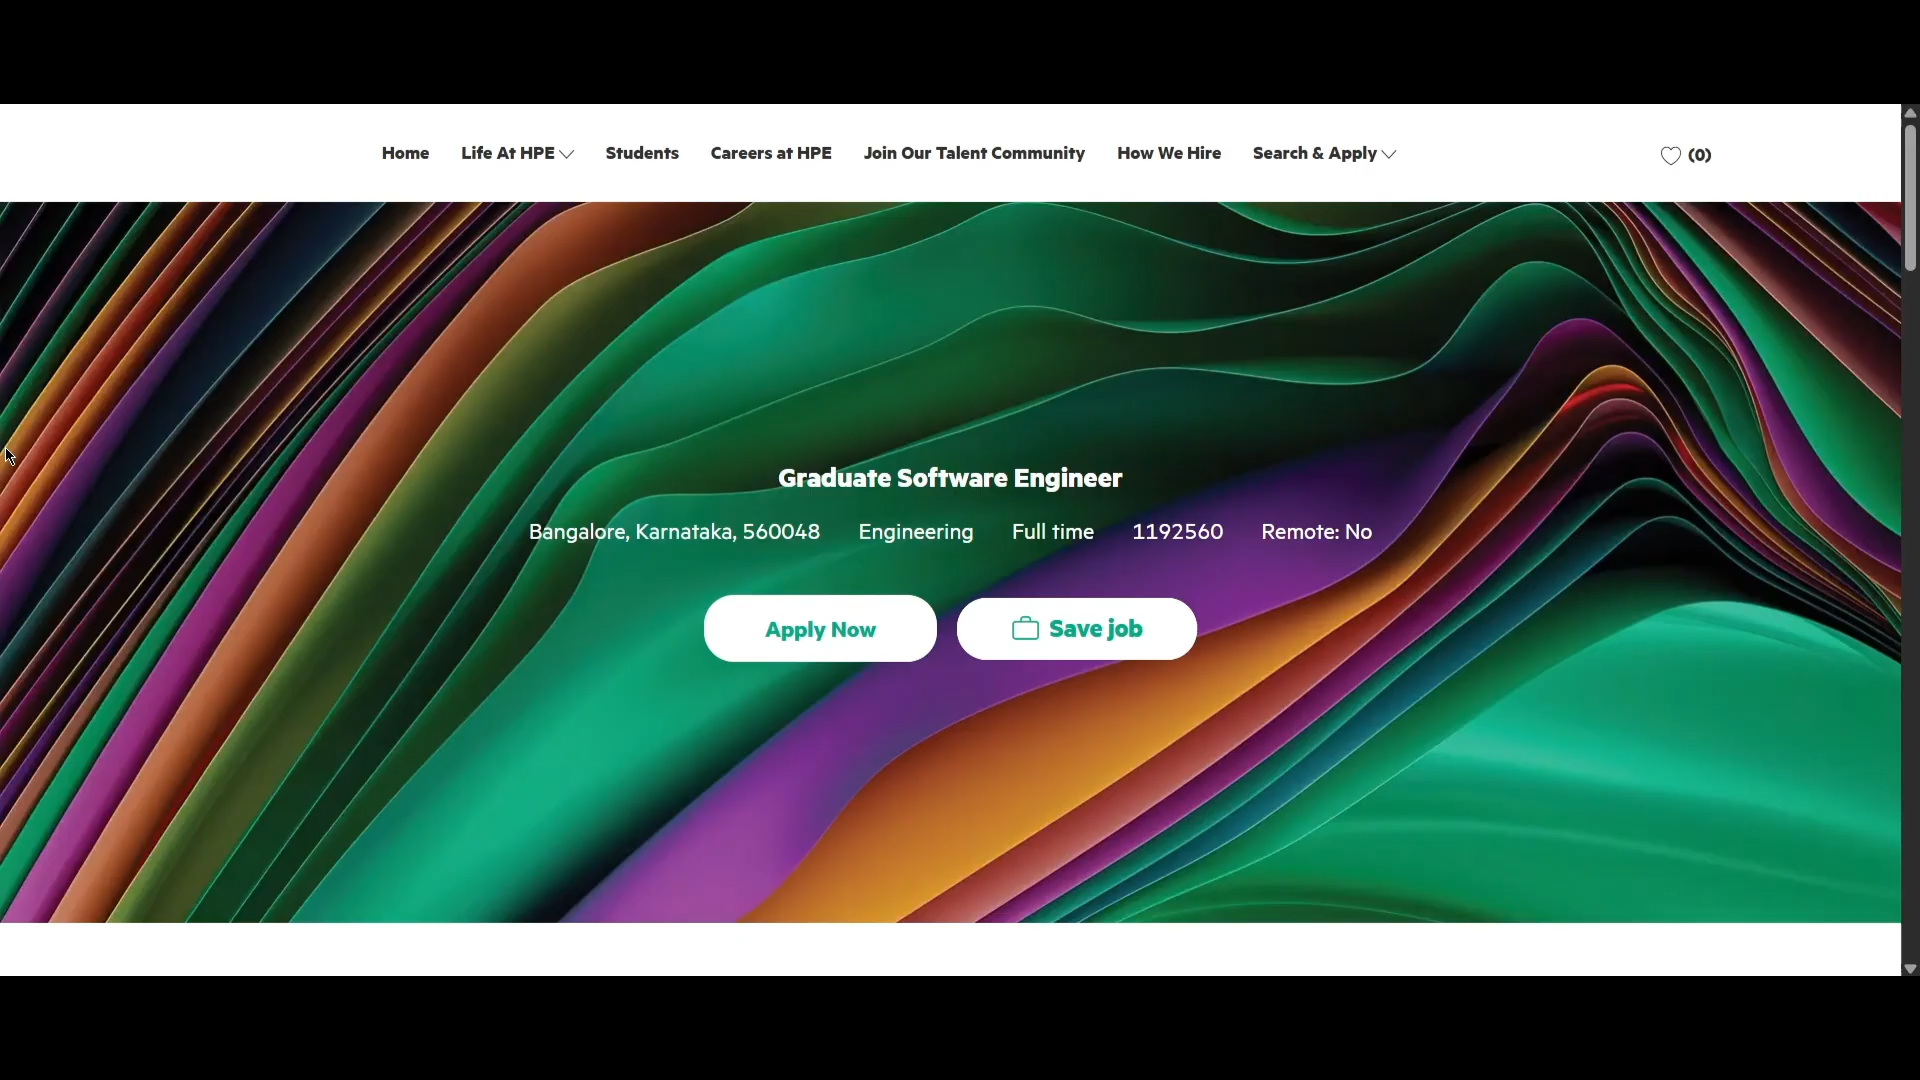 Home Life At HPE Students Careers at HPE Join Our Talent Community How We Hire Search & Apply (0)
Graduate Software Engineer
Bangalore, Karnataka, 560048 Engineering Full time 1192560 Remote: No
Apply Now Save job